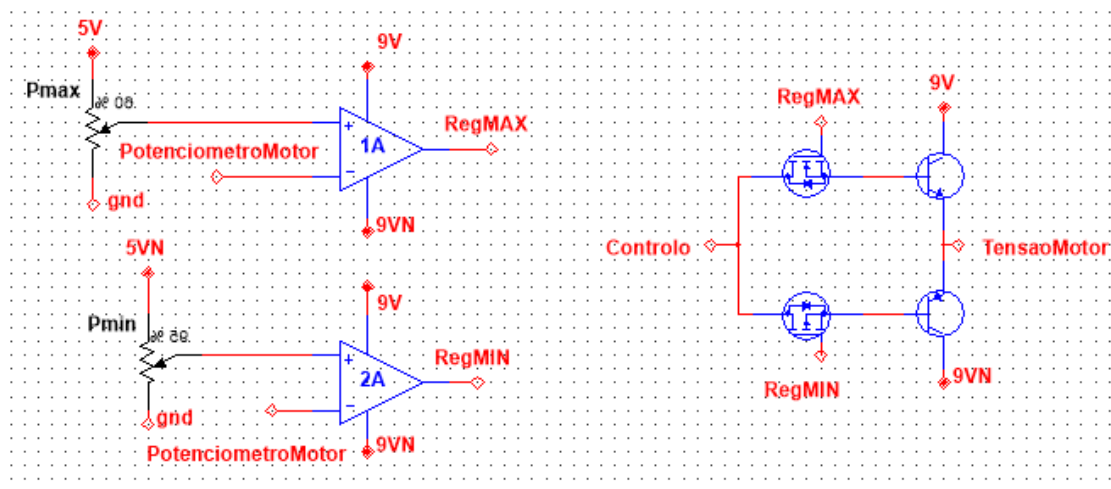 5V
9V
Pmax
+
1A
RegMAX
PotenciometroMotor
−
gnd
9VN
5VN
9V
Pmin
+
2A
RegMIN
−
gnd
PotenciometroMotor
9VN
RegMAX
9V
Controlo
TensaoMotor
RegMIN
9VN